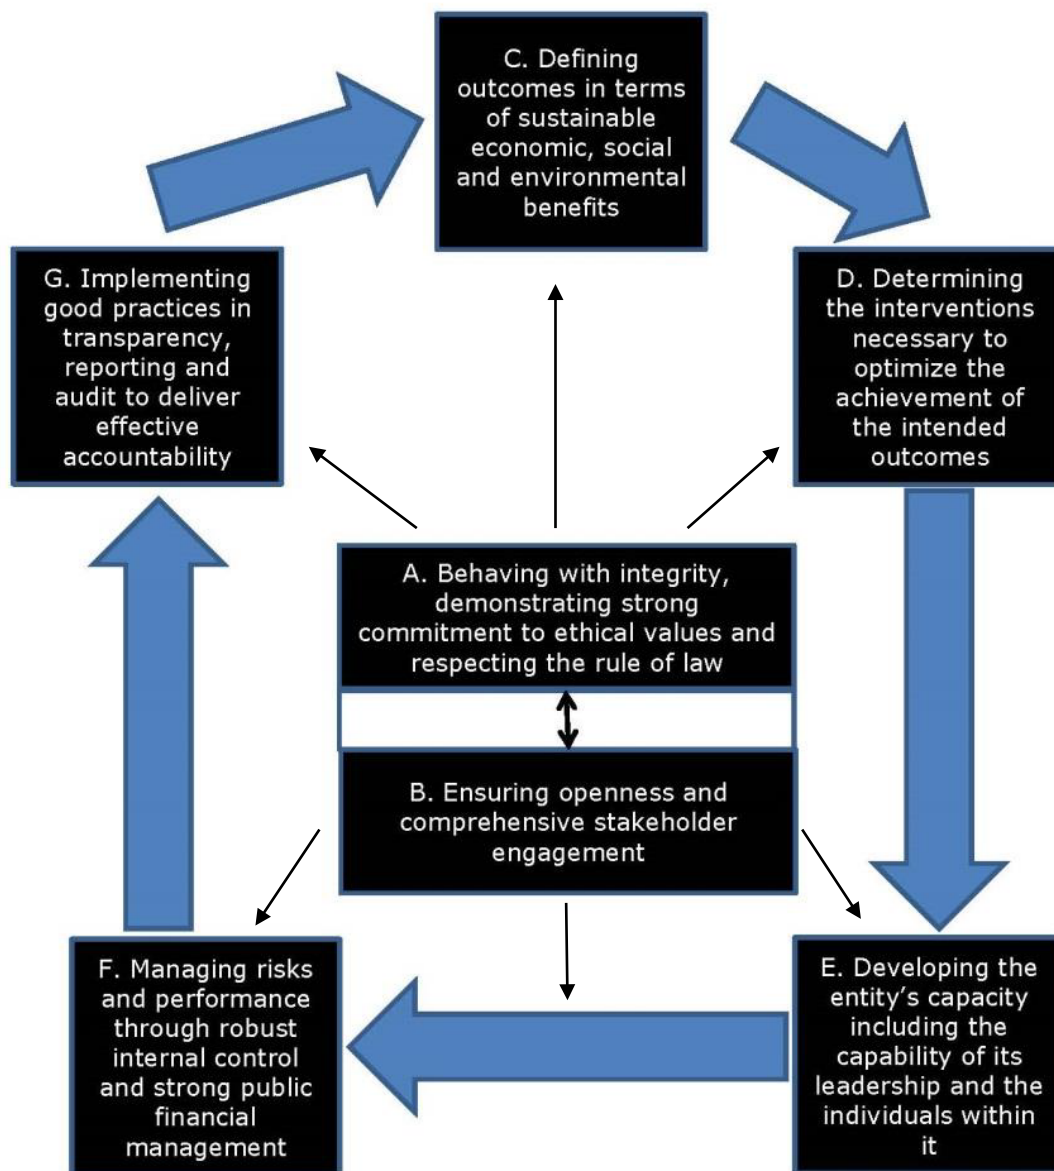 C. Defining
outcomes in terms
of sustainable
economic, social
and environmental
benefits
G. Implementing
good practices in
transparency,
reporting and
audit to deliver
effective
accountability
D. Determining
the interventions
necessary to
optimize the
achievement of
the intended
outcomes
A. Behaving with integrity,
demonstrating strong
commitment to ethical values and
respecting the rule of law
B. Ensuring openness and
comprehensive stakeholder
engagement
F. Managing risks
and performance
through robust
internal control
and strong public
financial
management
E. Developing the
entity’s capacity
including the
capability of its
leadership and the
individuals within
it